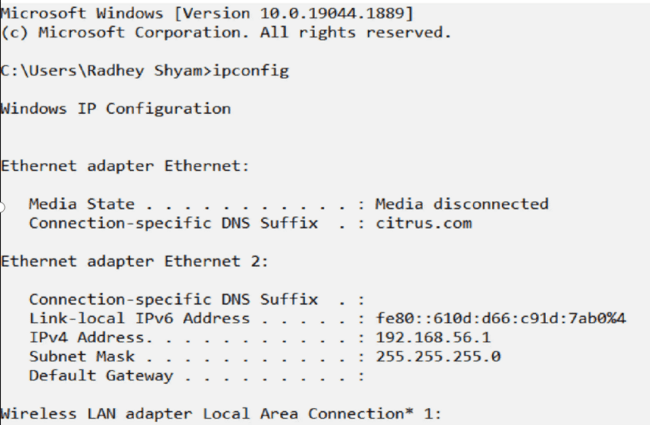 Microsoft Windows [Version 10.0.19044.1889]
(c) Microsoft Corporation. All rights reserved.
C:\Users\Radhey Shyam>ipconfig
Windows IP Configuration
Ethernet adapter Ethernet:
Media State . . . . . . . . . . . : Media disconnected
Connection-specific DNS Suffix  . : citrus.com
Ethernet adapter Ethernet 2:
Connection-specific DNS Suffix  . :
Link-local IPv6 Address . . . . . : fe80::610d:d66:c91d:7ab0%4
IPv4 Address. . . . . . . . . . . : 192.168.56.1
Subnet Mask . . . . . . . . . . . : 255.255.255.0
Default Gateway . . . . . . . . . :
Wireless LAN adapter Local Area Connection* 1: